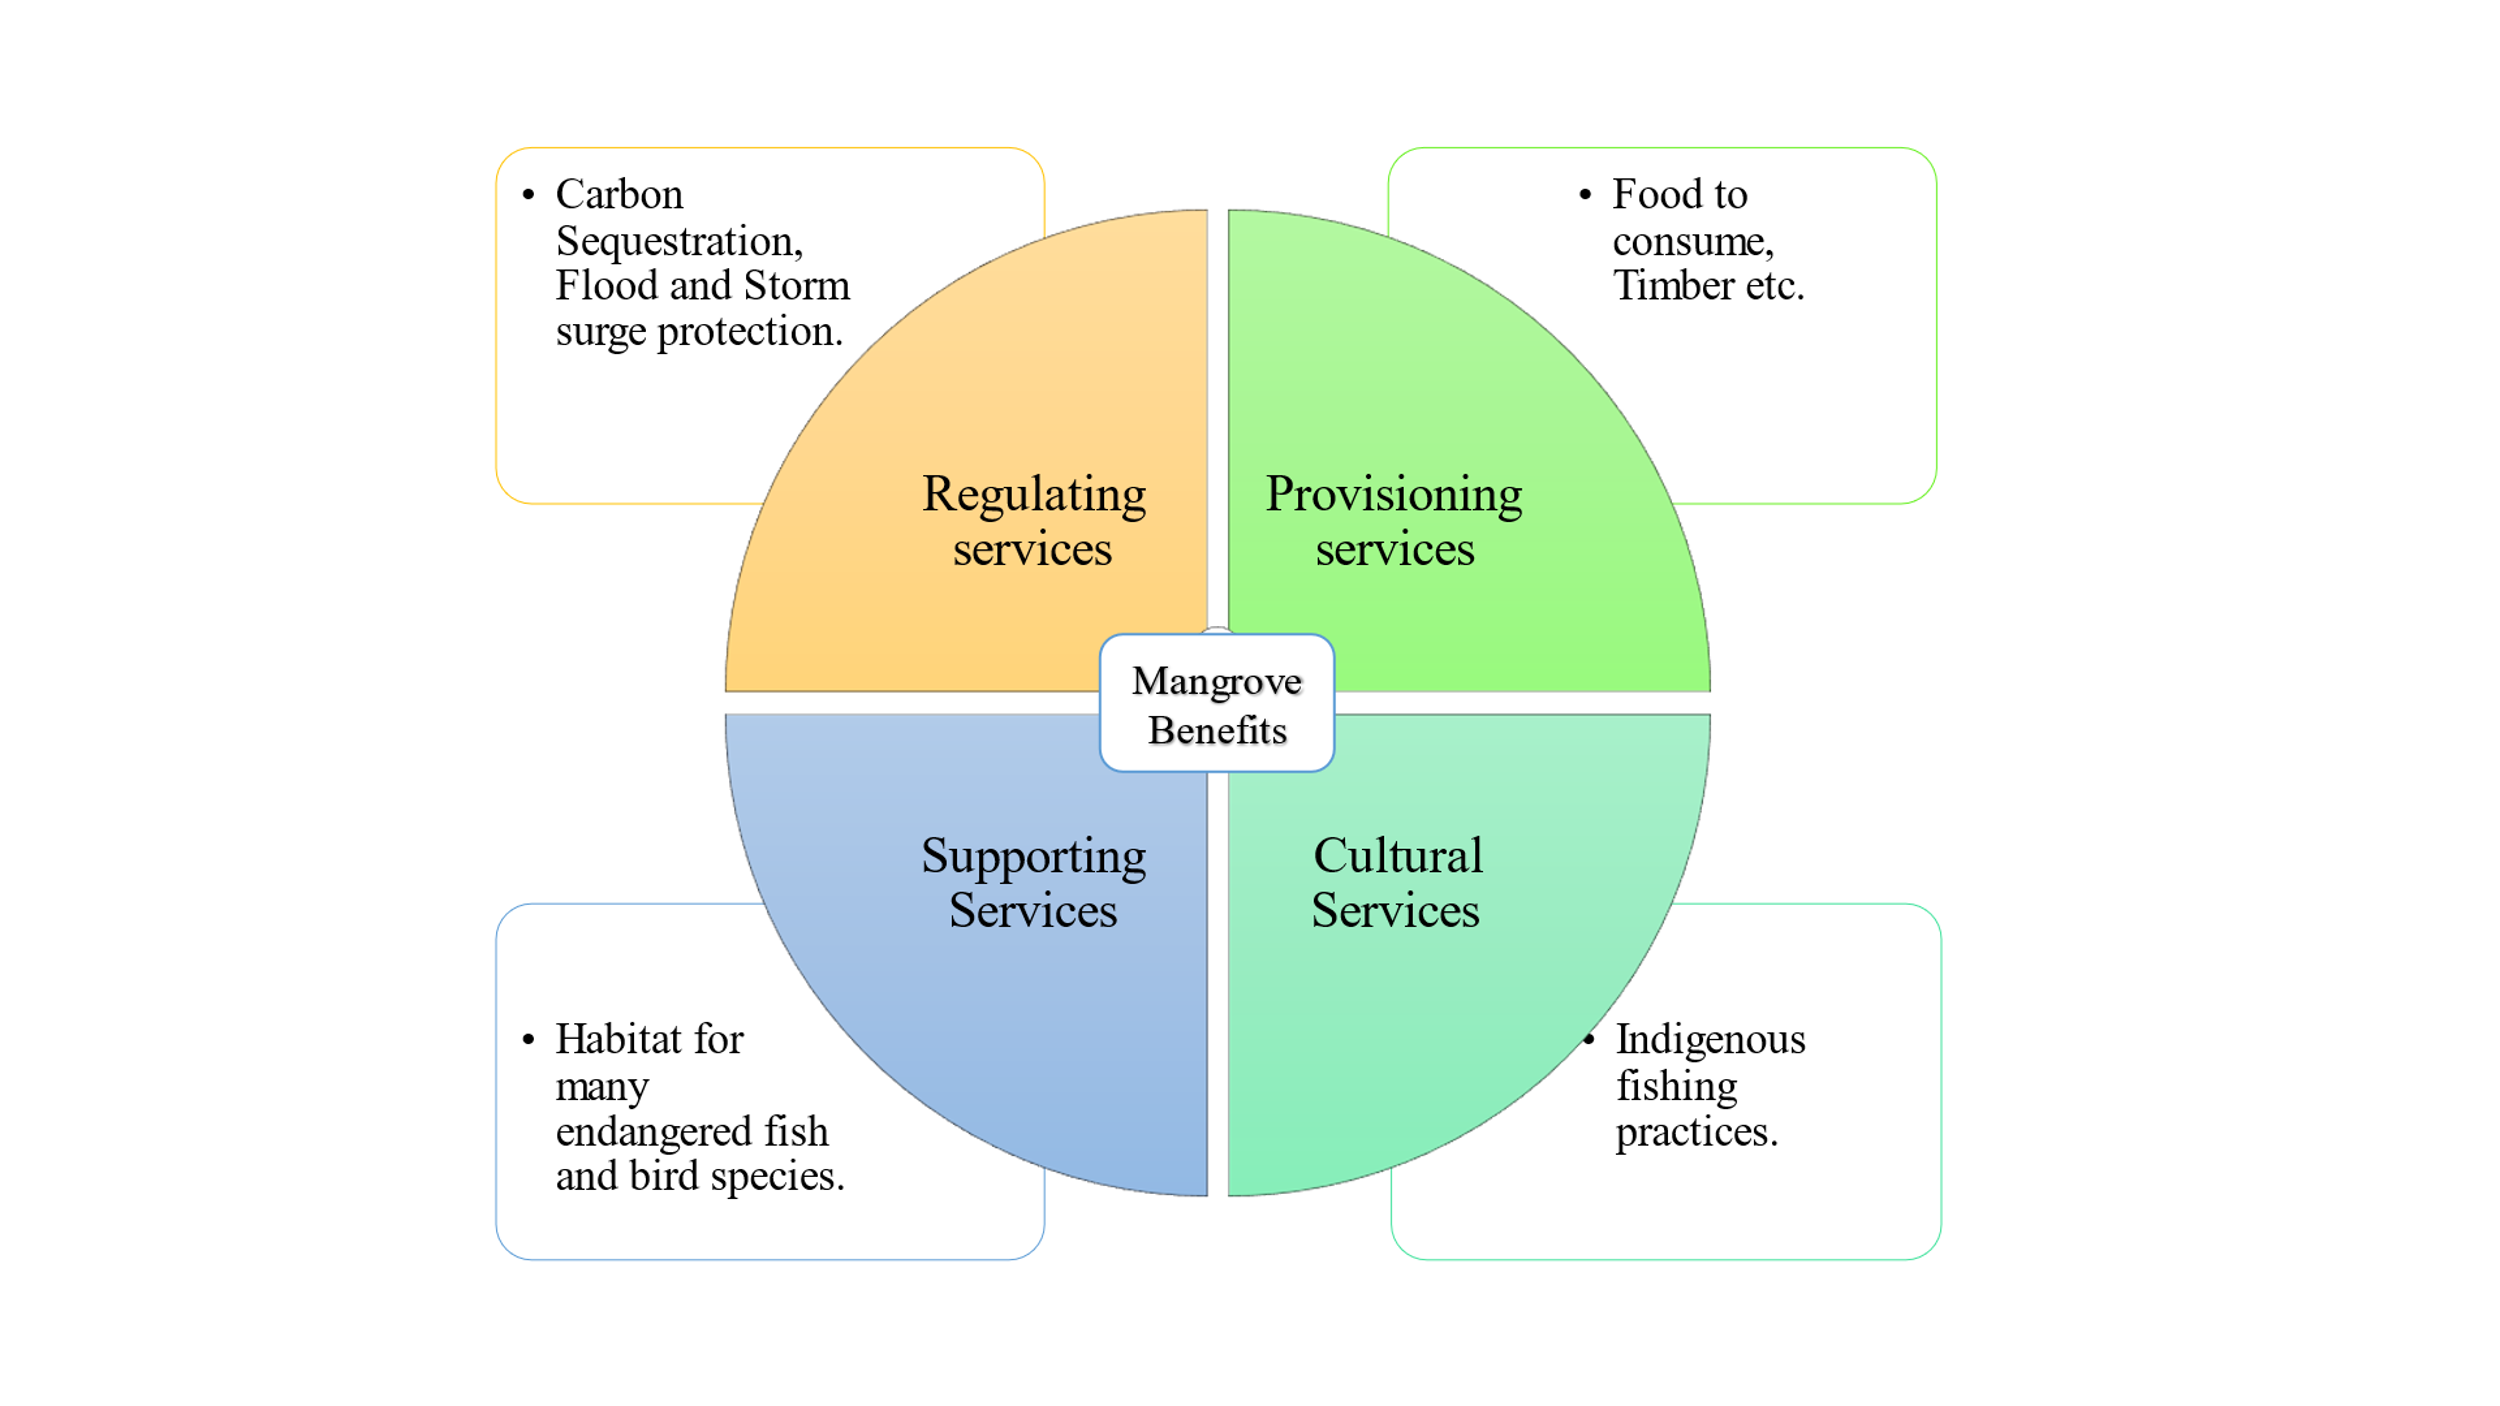 • Carbon
Sequestration,
Flood and Storm
surge protection.
• Food to
consume,
Timber etc.
Regulating
services
Provisioning
services
Mangrove
Benefits
Supporting
Services
Cultural
Services
• Habitat for
many
endangered fish
and bird species.
• Indigenous
fishing
practices.